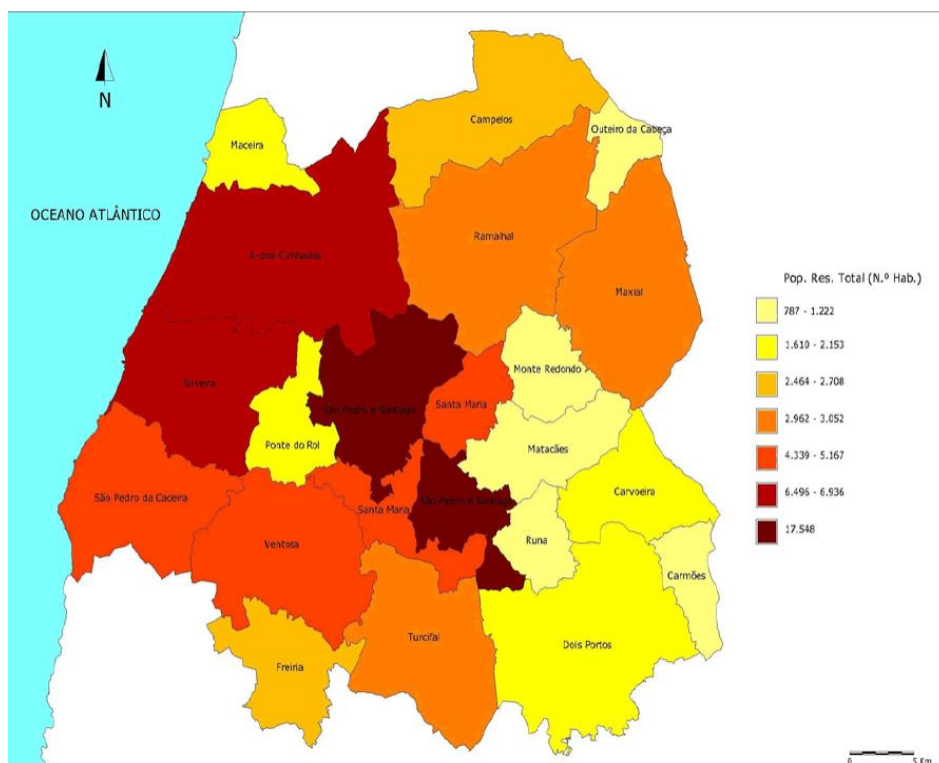 N
Campelos
Outeiro da Cabeça
Maceira
OCEANO ATLÂNTICO
Ramalhal
A-dos-Cunhados
Maxial
Pop. Res. Total (N.º Hab.)
787 - 1.222
1.610 - 2.153
2.464 - 2.708
2.962 - 3.052
4.339 - 5.167
6.496 - 6.936
17.548
Monte Redondo
Silveira
São Pedro e Santiago
Santa Maria
Ponte do Rol
Matacães
São Pedro da Cadeira
Santa Maria
São Pedro e Santiago
Carvoeira
Ventosa
Runa
Carmões
Turcifal
Dois Portos
Freiria
0 5 Km